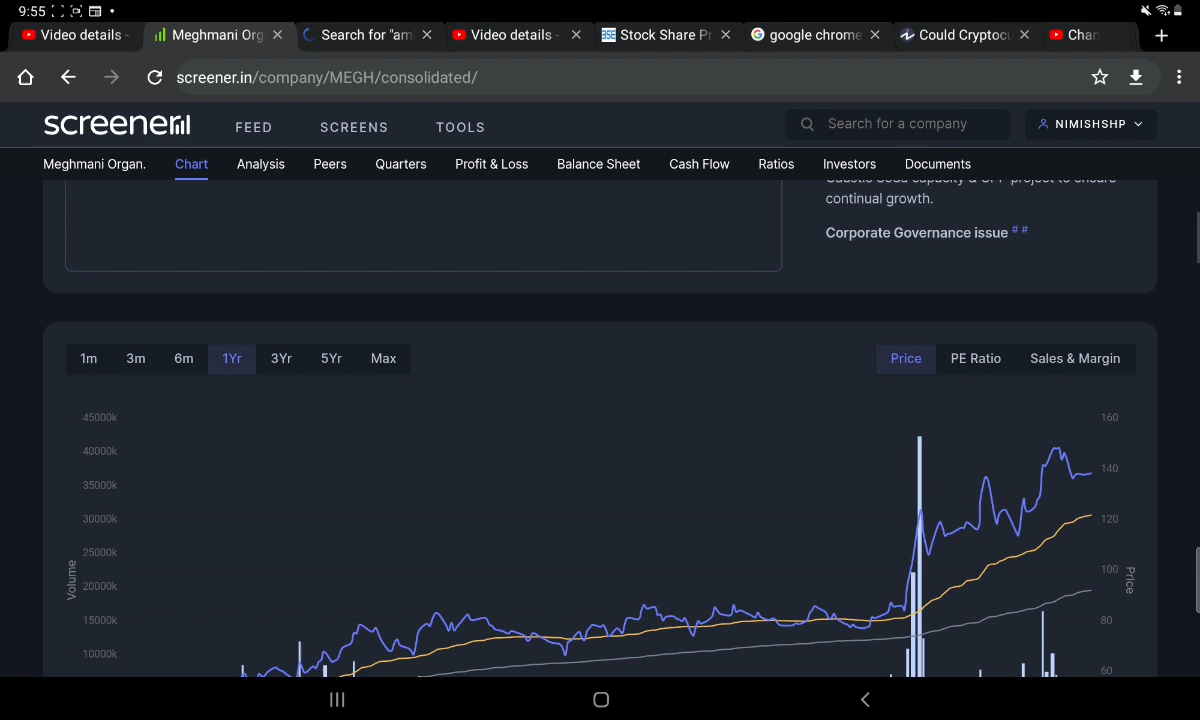 9:55
Video details -
Meghmani Org
Search for "aml
Video details -
Stock Share Pr
google chrome
Could Cryptocu
Chan
screener.in/company/MEGH/consolidated/
screener
FEED
SCREENS
TOOLS
Search for a company
NIMISHSHP
Meghmani Organ.
Chart
Analysis
Peers
Quarters
Profit & Loss
Balance Sheet
Cash Flow
Ratios
Investors
Documents
continual growth.
Corporate Governance issue # #
1m
3m
6m
1Yr
3Yr
5Yr
Max
Price
PE Ratio
Sales & Margin
45000k
40000k
35000k
30000k
25000k
20000k
15000k
10000k
Volume
160
140
120
100
80
60
Price